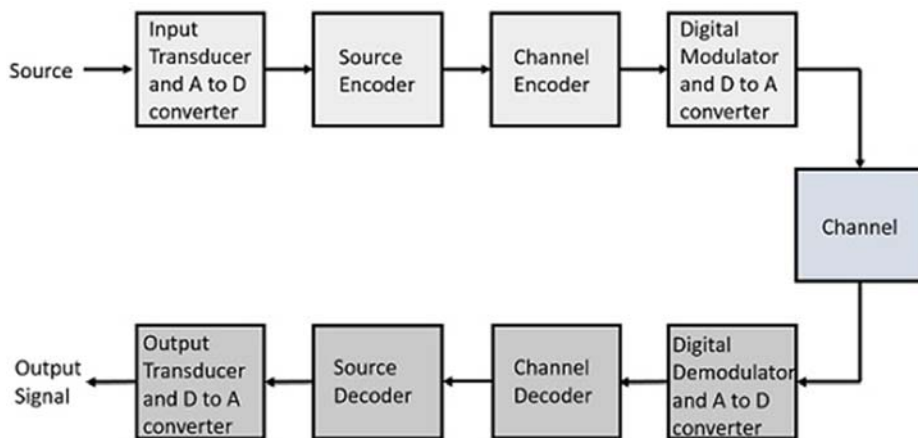 Source
Input
Transducer
and A to D
converter
Source
Encoder
Channel
Encoder
Digital
Modulator
and D to A
converter
Channel
Output
Signal
Output
Transducer
and D to A
converter
Source
Decoder
Channel
Decoder
Digital
Demodulator
and A to D
converter